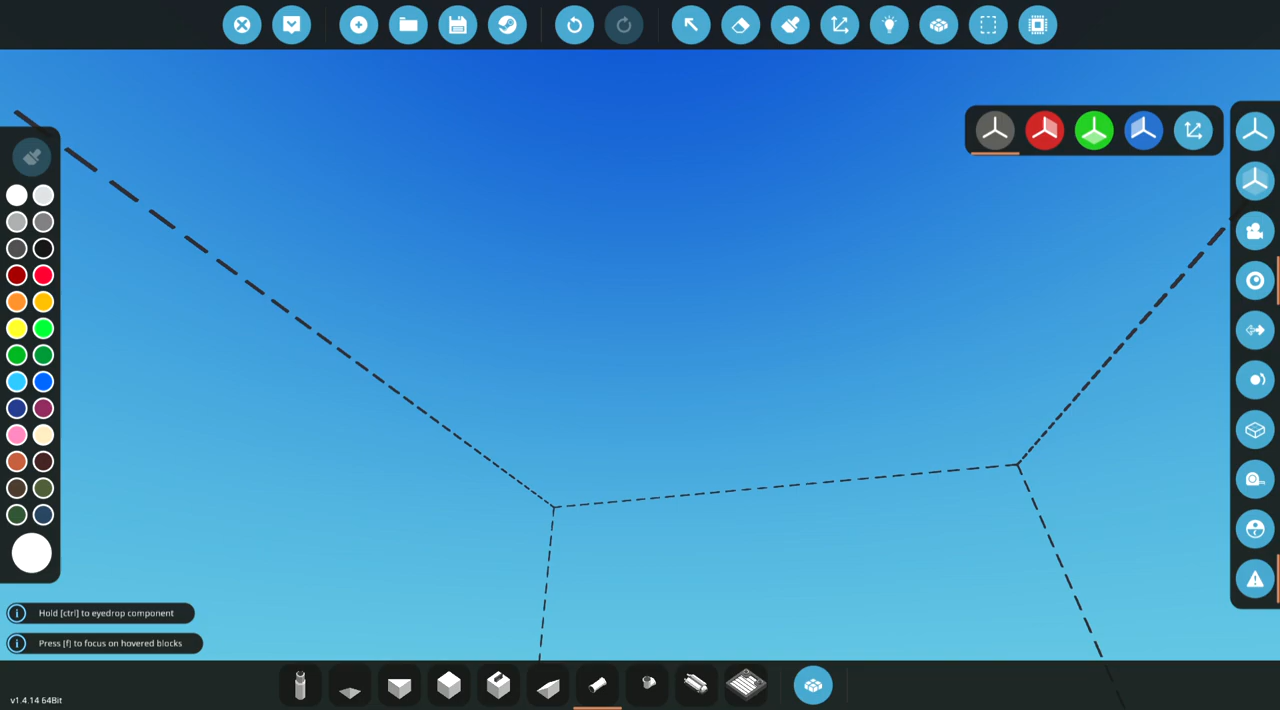 Hold [ctrl] to eyedrop component
Press [f] to focus on hovered blocks
v1.4.14 64Bit